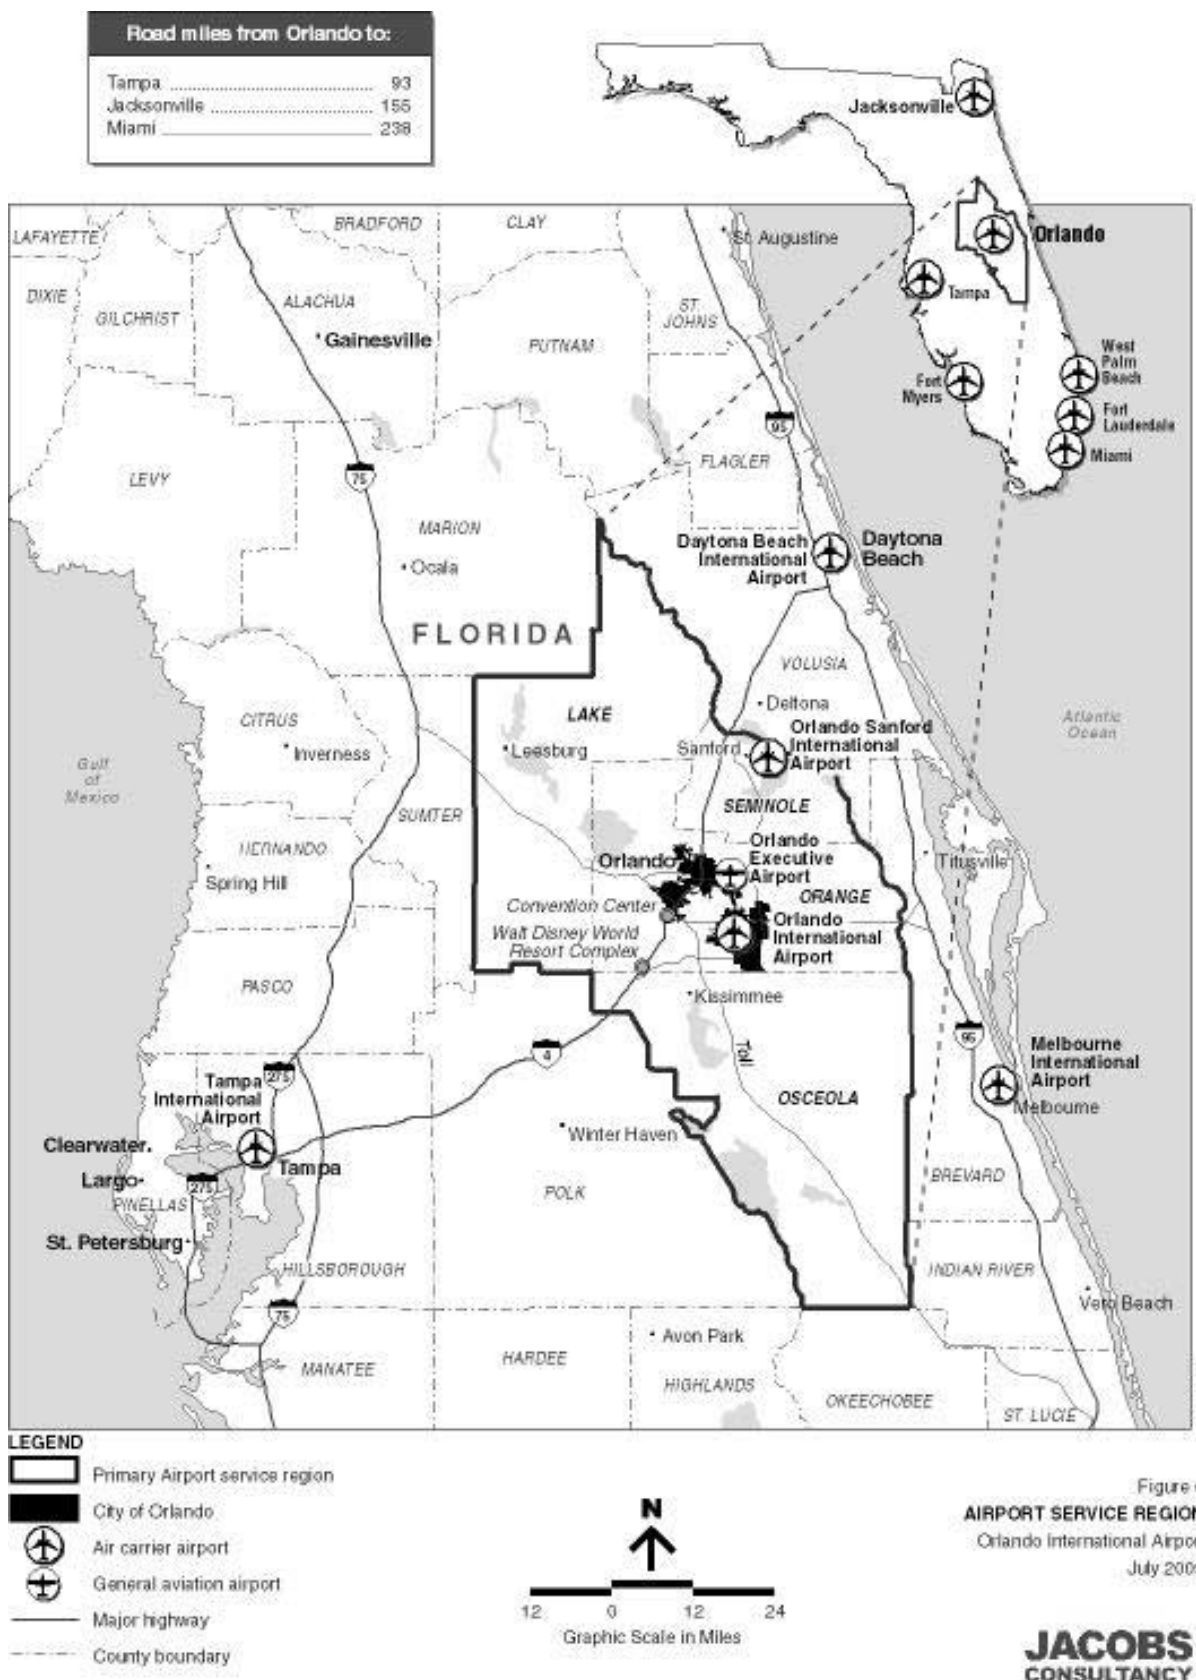 Road miles from Orlando to:
Tampa 93
Jacksonville 155
Miami 238
Jacksonville
Orlando
Tampa
West
Palm
Beach
Fort
Myers
Fort
Lauderdale
Miami
LAFAYETTE
BRADFORD
CLAY
St. Augustine
DIXIE
GILCHRIST
ALACHUA
Gainesville
ST.
JOHNS
PUTNAM
95
LEVY
75
FLAGLER
MARION
Ocala
Daytona Beach
International
Airport
Daytona
Beach
FLORIDA
VOLUSIA
CITRUS
Inverness
LAKE
Leesburg
Deltona
Sanford
Orlando Sanford
International
Airport
Atlantic
Ocean
Gulf
of
Mexico
SUMTER
SEMINOLE
HERNANDO
Spring Hill
Orlando
Orlando
Executive
Airport
Titusville
ORANGE
Convention Center
Walt Disney World
Resort Complex
Orlando
International
Airport
PASCO
Kissimmee
4
Toll
95
Melbourne
International
Airport
Melbourne
275
Tampa
International
Airport
OSCEOLA
Clearwater
Largo
Tampa
275
Winter Haven
PINELLAS
POLK
BREVARD
St. Petersburg
HILLSBOROUGH
INDIAN RIVER
75
Vero Beach
Avon Park
MANATEE
HARDEE
HIGHLANDS
OKEECHOBEE
ST. LUCIE
LEGEND
Primary Airport service region
City of Orlando
Air carrier airport
General aviation airport
Major highway
County boundary
N
12 0 12 24
Graphic Scale in Miles
Figure
AIRPORT SERVICE REGION
Orlando International Airpor
July 200
JACOBS
CONSULTANCY